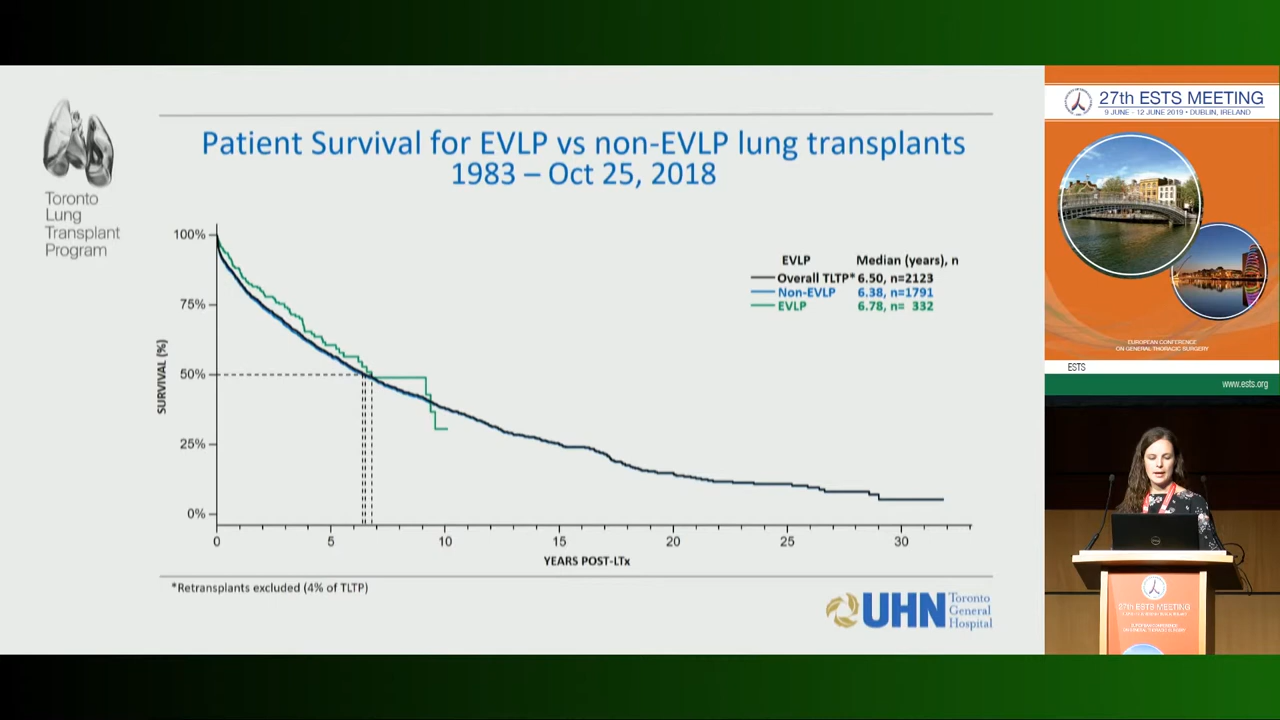 Toronto
Lung
Transplant
Program
Patient Survival for EVLP vs non-EVLP lung transplants
1983 – Oct 25, 2018
EVLP Median (years), n
Overall TLTP* 6.50, n=2123
Non-EVLP 6.38, n=1791
EVLP 6.78, n= 332
SURVIVAL (%)
100%
75%
50%
25%
0%
0 5 10 15 20 25 30
YEARS POST-LTx
*Retransplants excluded (4% of TLTP)
UHN Toronto
General
Hospital
27th ESTS MEETING
9 JUNE - 12 JUNE 2019 • DUBLIN, IRELAND
EUROPEAN CONFERENCE
ON GENERAL THORACIC SURGERY
ESTS
www.ests.org
27th ESTS MEETING